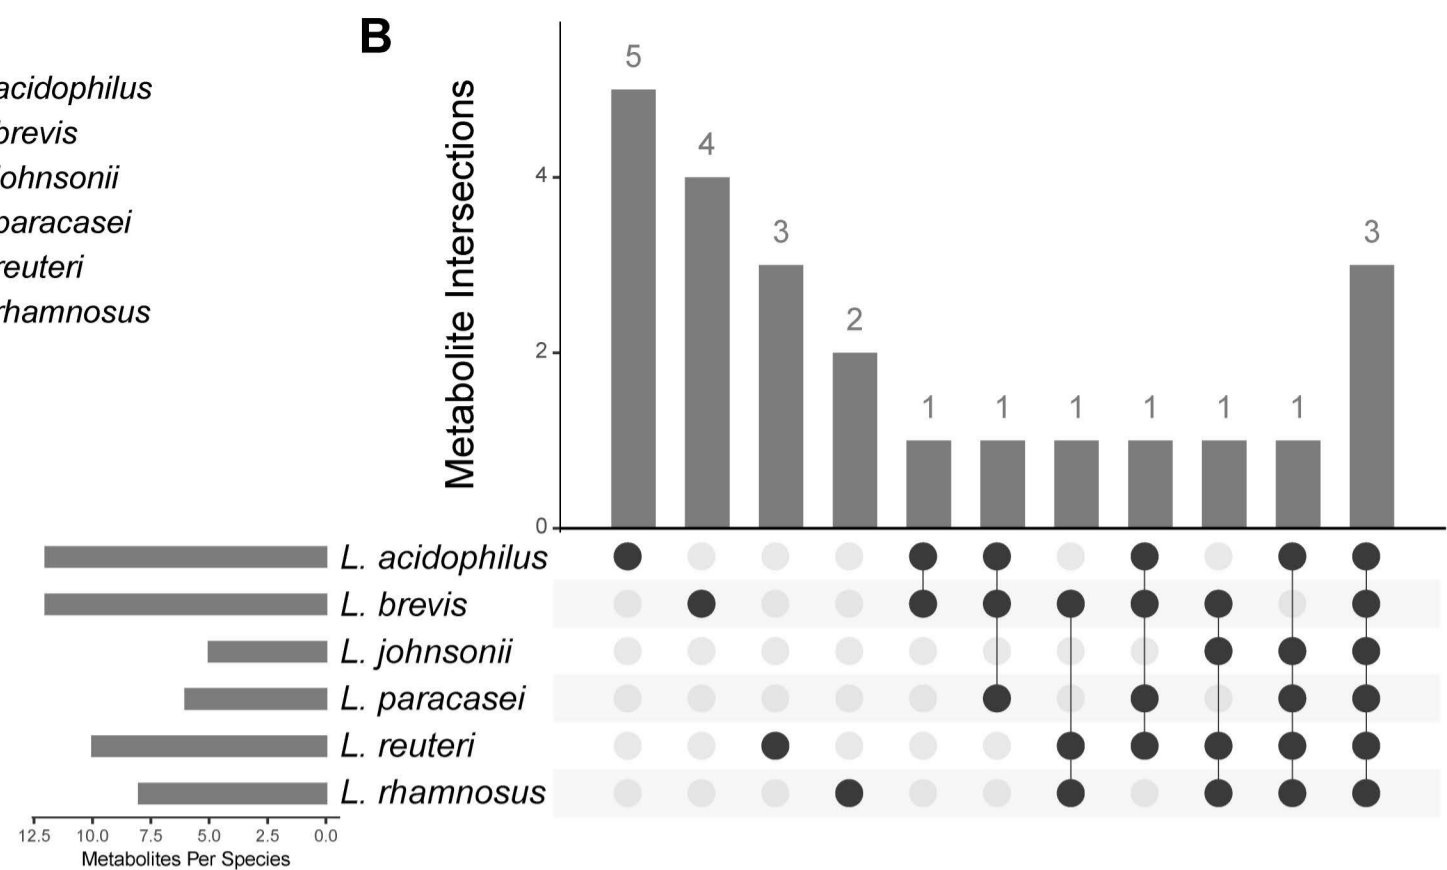 B
acidophilus
brevis
johnsonii
paracasei
reuteri
rhamnosus
Metabolite Intersections
5
4
3
2
1
1
1
1
1
1
3
4
2
0
L. acidophilus
L. brevis
L. johnsonii
L. paracasei
L. reuteri
L. rhamnosus
12.5 10.0 7.5 5.0 2.5 0.0
Metabolites Per Species